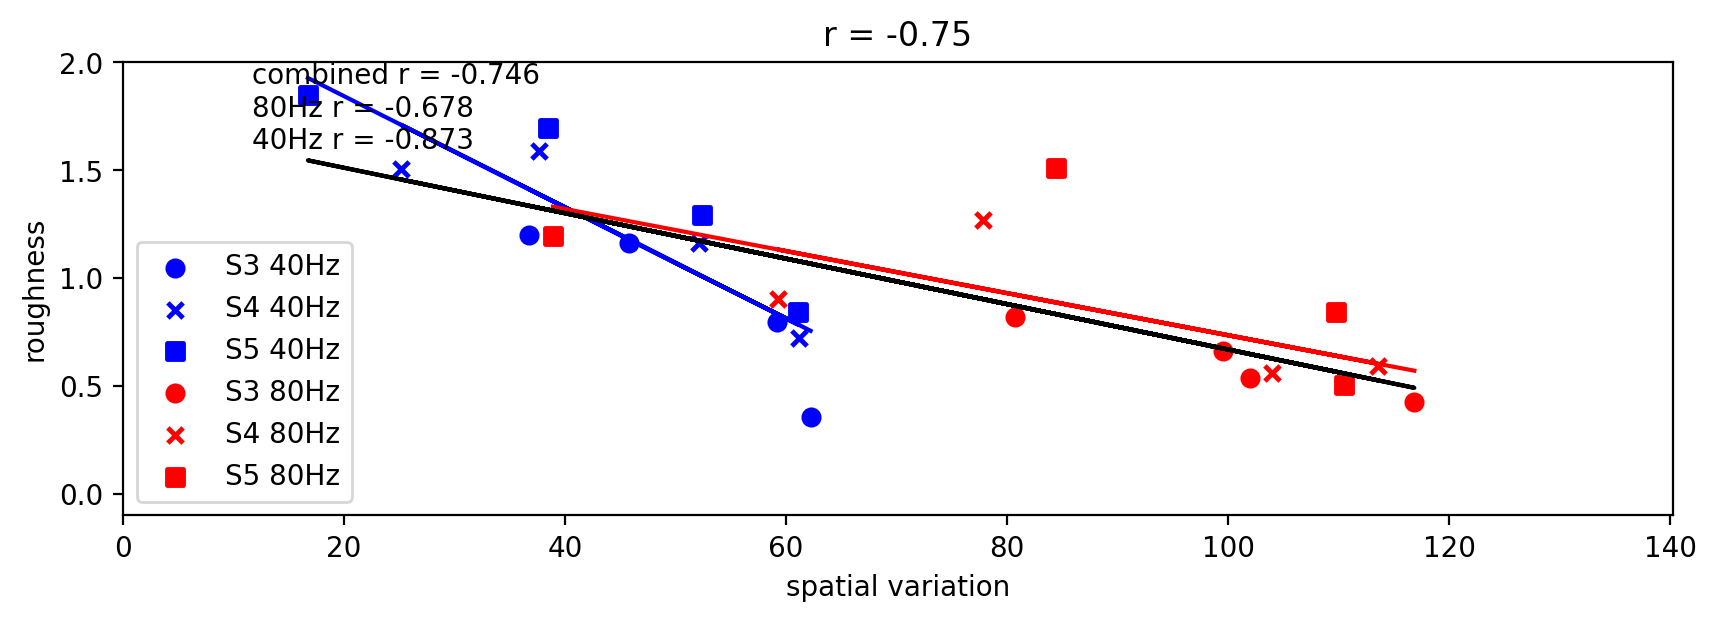 r = -0.75
combined r = -0.746
80Hz r = -0.678
40Hz r = -0.873
2.0
1.5
1.0
0.5
0.0
roughness
S3 40Hz
S4 40Hz
S5 40Hz
S3 80Hz
S4 80Hz
S5 80Hz
0 20 40 60 80 100 120 140
spatial variation